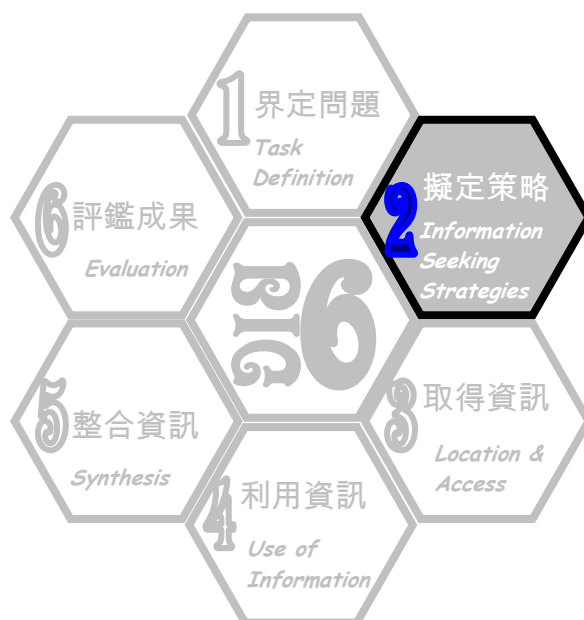 1
界定問題
Task
Definition
2
擬定策略
Information
Seeking
Strategies
3
取得資訊
Location &
Access
4
利用資訊
Use of
Information
5
整合資訊
Synthesis
6
評鑑成果
Evaluation
BIG
6